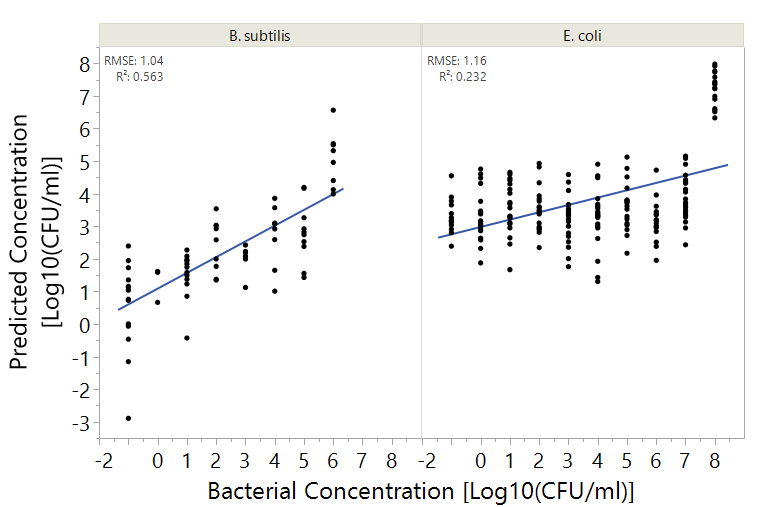 B. subtilis
E. coli
RMSE: 1.04
R²: 0.563
RMSE: 1.16
R²: 0.232
Predicted Concentration
[Log10(CFU/ml)]
8
7
6
5
4
3
2
1
0
-1
-2
-3
-2 0 1 2 3 4 5 6 7 8
-2 0 1 2 3 4 5 6 7 8
Bacterial Concentration [Log10(CFU/ml)]